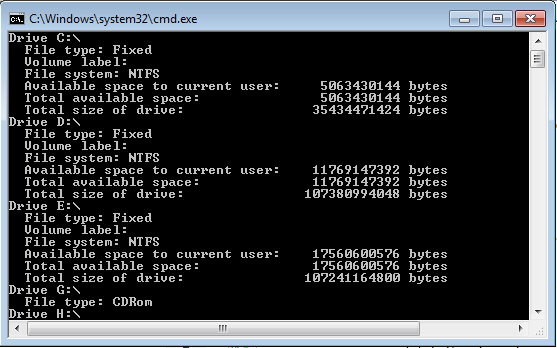 C:\Windows\system32\cmd.exe
Drive C:\
  File type: Fixed
  Volume label:
  File system: NTFS
  Available space to current user:     5063430144 bytes
  Total available space:               5063430144 bytes
  Total size of drive:                35434471424 bytes
Drive D:\
  File type: Fixed
  Volume label:
  File system: NTFS
  Available space to current user:    11769147392 bytes
  Total available space:              11769147392 bytes
  Total size of drive:               107380994048 bytes
Drive E:\
  File type: Fixed
  Volume label:
  File system: NTFS
  Available space to current user:    17560600576 bytes
  Total available space:              17560600576 bytes
  Total size of drive:               107241164800 bytes
Drive G:\
  File type: CDRom
Drive H:\